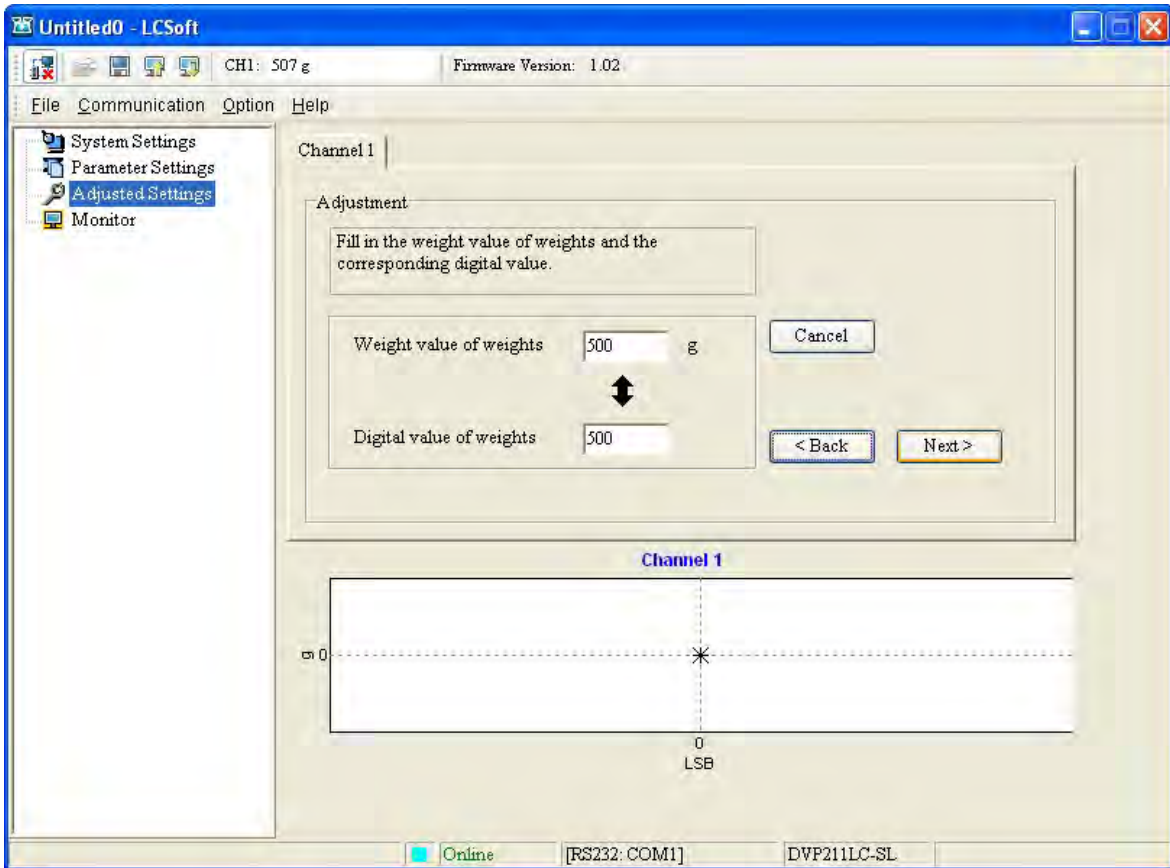 Untitled0 - LCSoft
CH1: 507 g
Firmware Version: 1.02
File Communication Option Help
System Settings
Parameter Settings
Adjusted Settings
Monitor
Channel 1
Adjustment
Fill in the weight value of weights and the
corresponding digital value.
Weight value of weights 500 g
Cancel
Digital value of weights 500
< Back Next >
Channel 1
g 0
0
LSB
Online [RS232: COM1] DVP211LC-SL